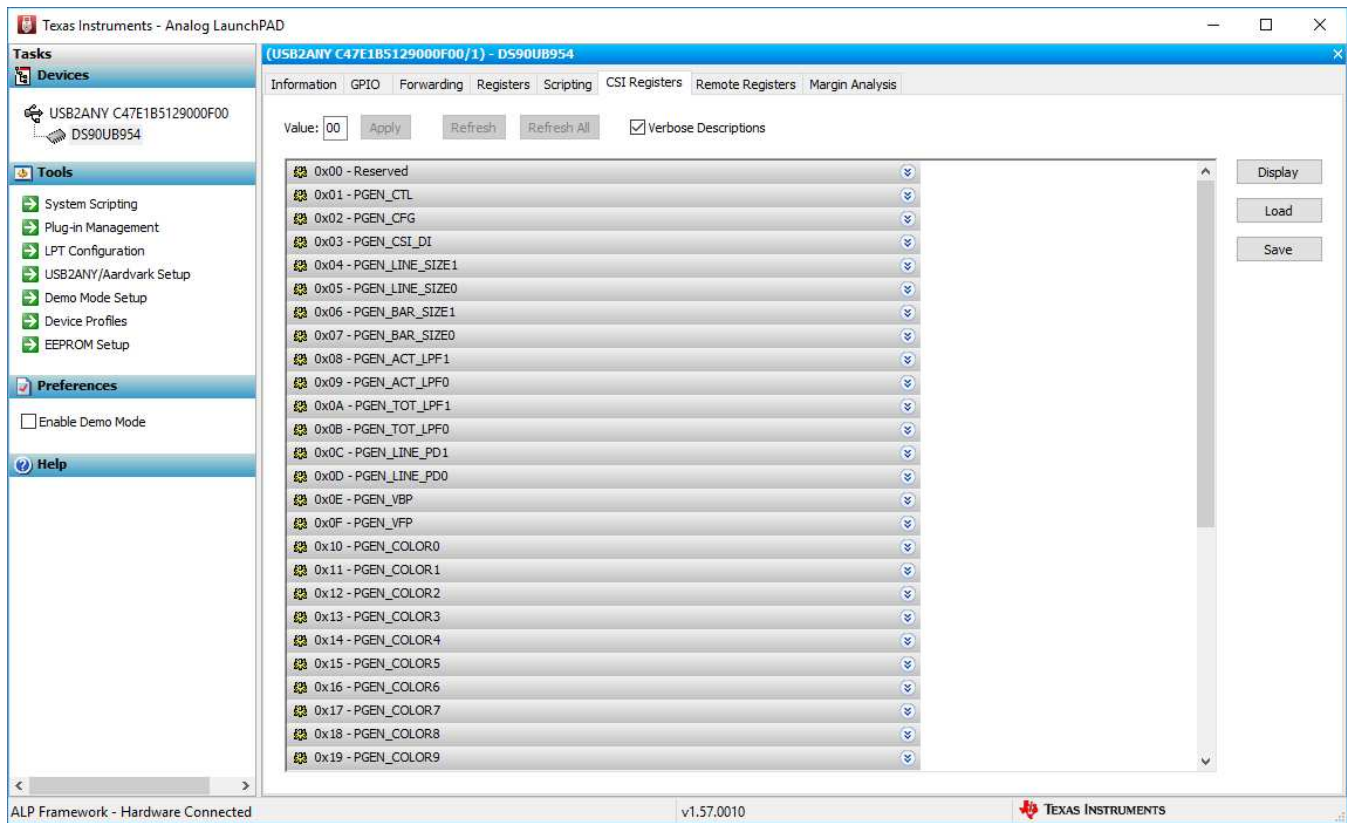 Texas Instruments - Analog LaunchPAD
Tasks
Devices
USB2ANY C47E1B5129000F00
DS90UB954
Tools
System Scripting
Plug-in Management
LPT Configuration
USB2ANY/Aardvark Setup
Demo Mode Setup
Device Profiles
EEPROM Setup
Preferences
Enable Demo Mode
Help
(USB2ANY C47E1B5129000F00/1) - DS90UB954
Information GPIO Forwarding Registers Scripting CSI Registers Remote Registers Margin Analysis
Value: 00 Apply Refresh Refresh All Verbose Descriptions
0x00 - Reserved
0x01 - PGEN_CTL
0x02 - PGEN_CFG
0x03 - PGEN_CSI_DI
0x04 - PGEN_LINE_SIZE1
0x05 - PGEN_LINE_SIZE0
0x06 - PGEN_BAR_SIZE1
0x07 - PGEN_BAR_SIZE0
0x08 - PGEN_ACT_LPF1
0x09 - PGEN_ACT_LPF0
0x0A - PGEN_TOT_LPF1
0x0B - PGEN_TOT_LPF0
0x0C - PGEN_LINE_PD1
0x0D - PGEN_LINE_PD0
0x0E - PGEN_VBP
0x0F - PGEN_VFP
0x10 - PGEN_COLOR0
0x11 - PGEN_COLOR1
0x12 - PGEN_COLOR2
0x13 - PGEN_COLOR3
0x14 - PGEN_COLOR4
0x15 - PGEN_COLOR5
0x16 - PGEN_COLOR6
0x17 - PGEN_COLOR7
0x18 - PGEN_COLOR8
0x19 - PGEN_COLOR9
Display
Load
Save
ALP Framework - Hardware Connected
v1.57.0010
TEXAS INSTRUMENTS